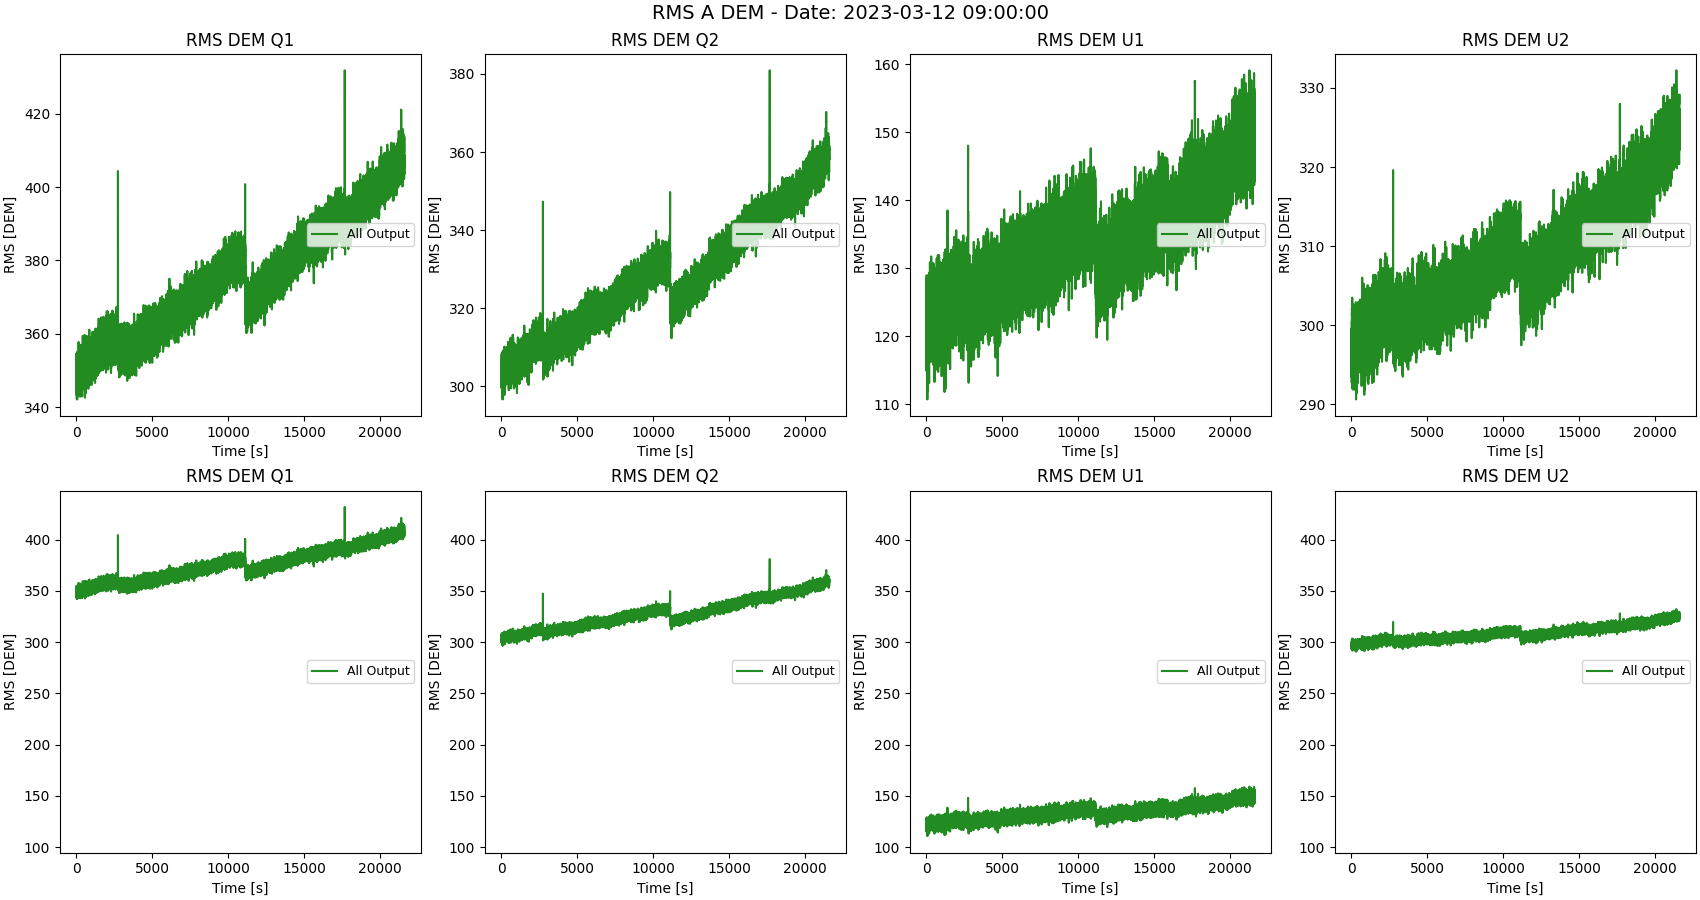 RMS A DEM - Date: 2023-03-12 09:00:00
RMS DEM Q1
RMS [DEM]
420
400
380
360
340
All Output
0 5000 10000 15000 20000
Time [s]
RMS DEM Q2
RMS [DEM]
380
360
340
320
300
All Output
0 5000 10000 15000 20000
Time [s]
RMS DEM U1
RMS [DEM]
160
150
140
130
120
110
All Output
0 5000 10000 15000 20000
Time [s]
RMS DEM U2
RMS [DEM]
330
320
310
300
290
All Output
0 5000 10000 15000 20000
Time [s]
RMS DEM Q1
RMS [DEM]
400
350
300
250
200
150
100
All Output
0 5000 10000 15000 20000
Time [s]
RMS DEM Q2
RMS [DEM]
400
350
300
250
200
150
100
All Output
0 5000 10000 15000 20000
Time [s]
RMS DEM U1
RMS [DEM]
400
350
300
250
200
150
100
All Output
0 5000 10000 15000 20000
Time [s]
RMS DEM U2
RMS [DEM]
400
350
300
250
200
150
100
All Output
0 5000 10000 15000 20000
Time [s]